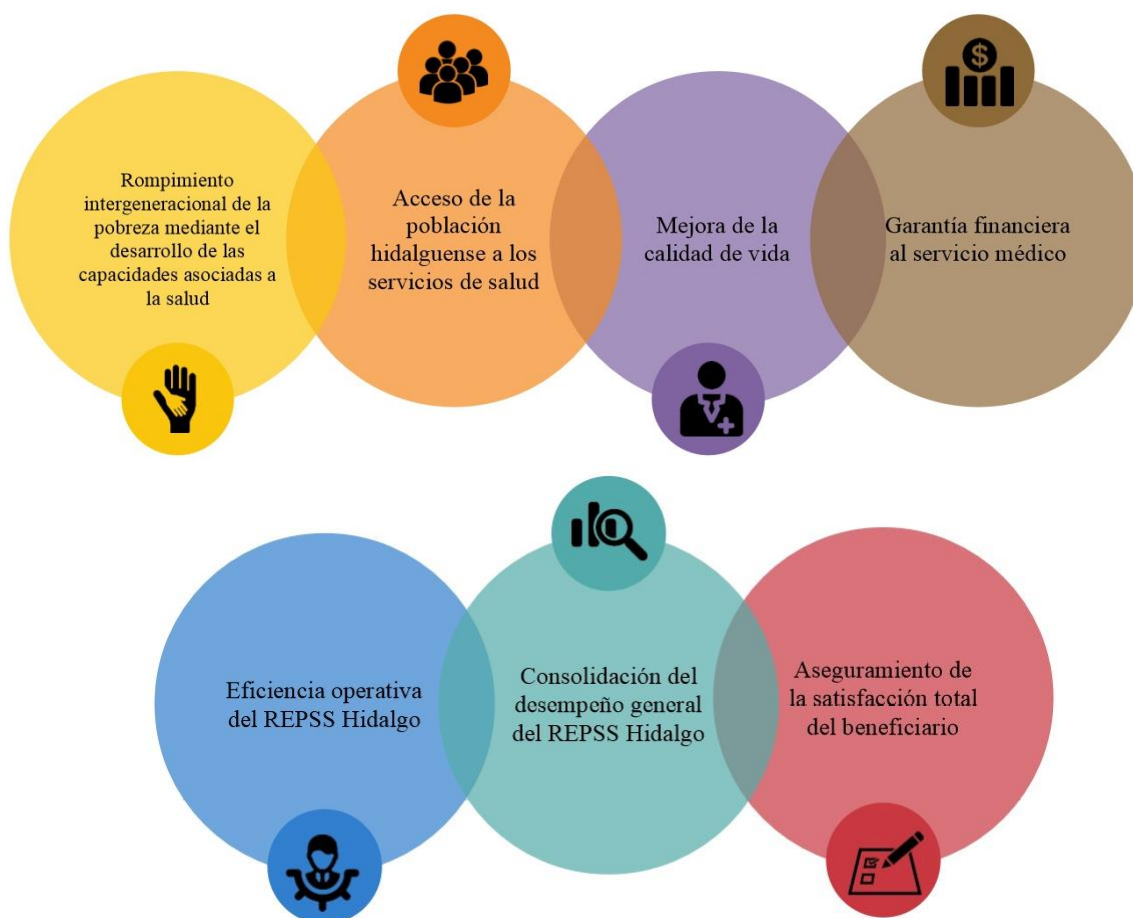 Rompimiento
intergeneracional de la
pobreza mediante el
desarrollo de las
capacidades asociadas a
la salud
Acceso de la
población
hidalguense a los
servicios de salud
Mejora de la
calidad de vida
Garantía financiera
al servicio médico
$
Eficiencia operativa
del REPSS Hidalgo
Consolidación del
desempeño general
del REPSS Hidalgo
Aseguramiento de
la satisfacción total
del beneficiario